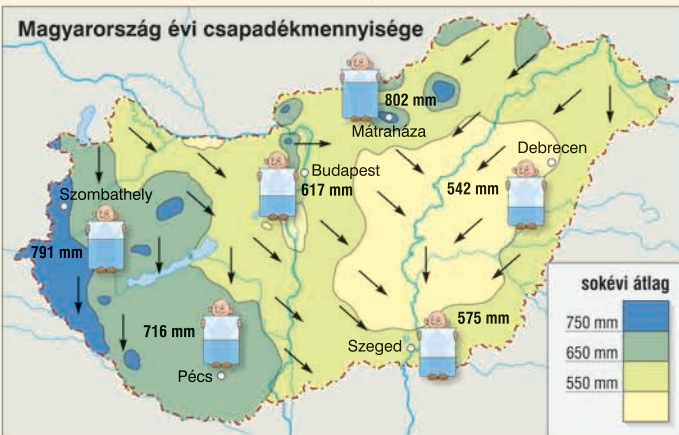 Magyarország évi csapadékmennyisége
802 mm
Mátraháza
Debrecen
Budapest
617 mm
542 mm
Szombathely
791 mm
716 mm
575 mm
Szeged
Pécs
sokévi átlag
750 mm
650 mm
550 mm